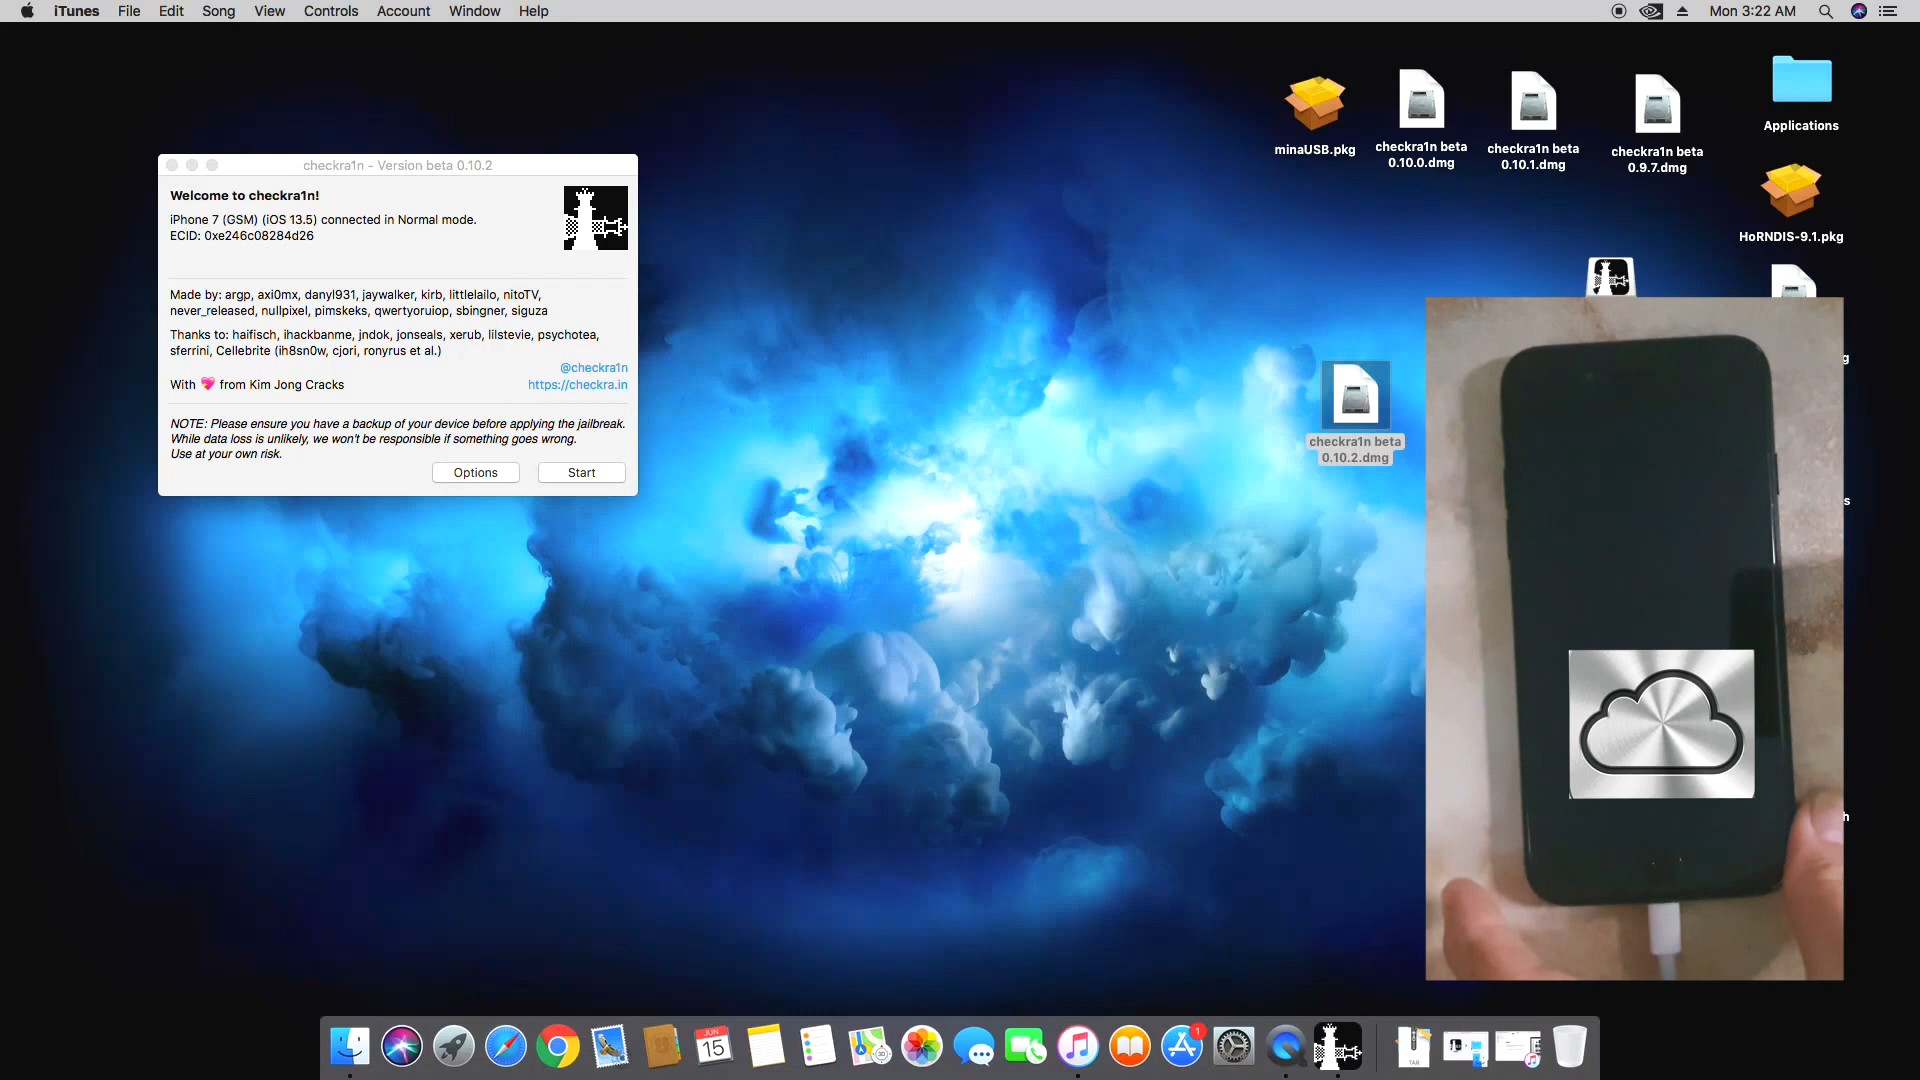 iTunes File Edit Song View Controls Account Window Help
Mon 3:22 AM
checkra1n - Version beta 0.10.2
Welcome to checkra1n!
iPhone 7 (GSM) (iOS 13.5) connected in Normal mode.
ECID: 0xe246c08284d26
Made by: argp, axi0mx, danyl931, jaywalker, kirb, littlelailo, nitoTV,
never_released, nullpixel, pimskeks, qwertyoruiop, sbingner, siguza
Thanks to: haifisch, ihackbanme, jndok, jonseals, xerub, lilstevie, psychotea,
sferrini, Cellebrite (ih8sn0w, cjori, ronyrus et al.)
@checkra1n
With 💖 from Kim Jong Cracks
https://checkra.in
NOTE: Please ensure you have a backup of your device before applying the jailbreak.
While data loss is unlikely, we won't be responsible if something goes wrong.
Use at your own risk.
Options
Start
minaUSB.pkg
checkra1n beta
0.10.0.dmg
checkra1n beta
0.10.1.dmg
checkra1n beta
0.9.7.dmg
Applications
HoRNDIS-9.1.pkg
checkra1n beta
0.10.2.dmg
g
s
h
JUN
15
3D
1
TAR